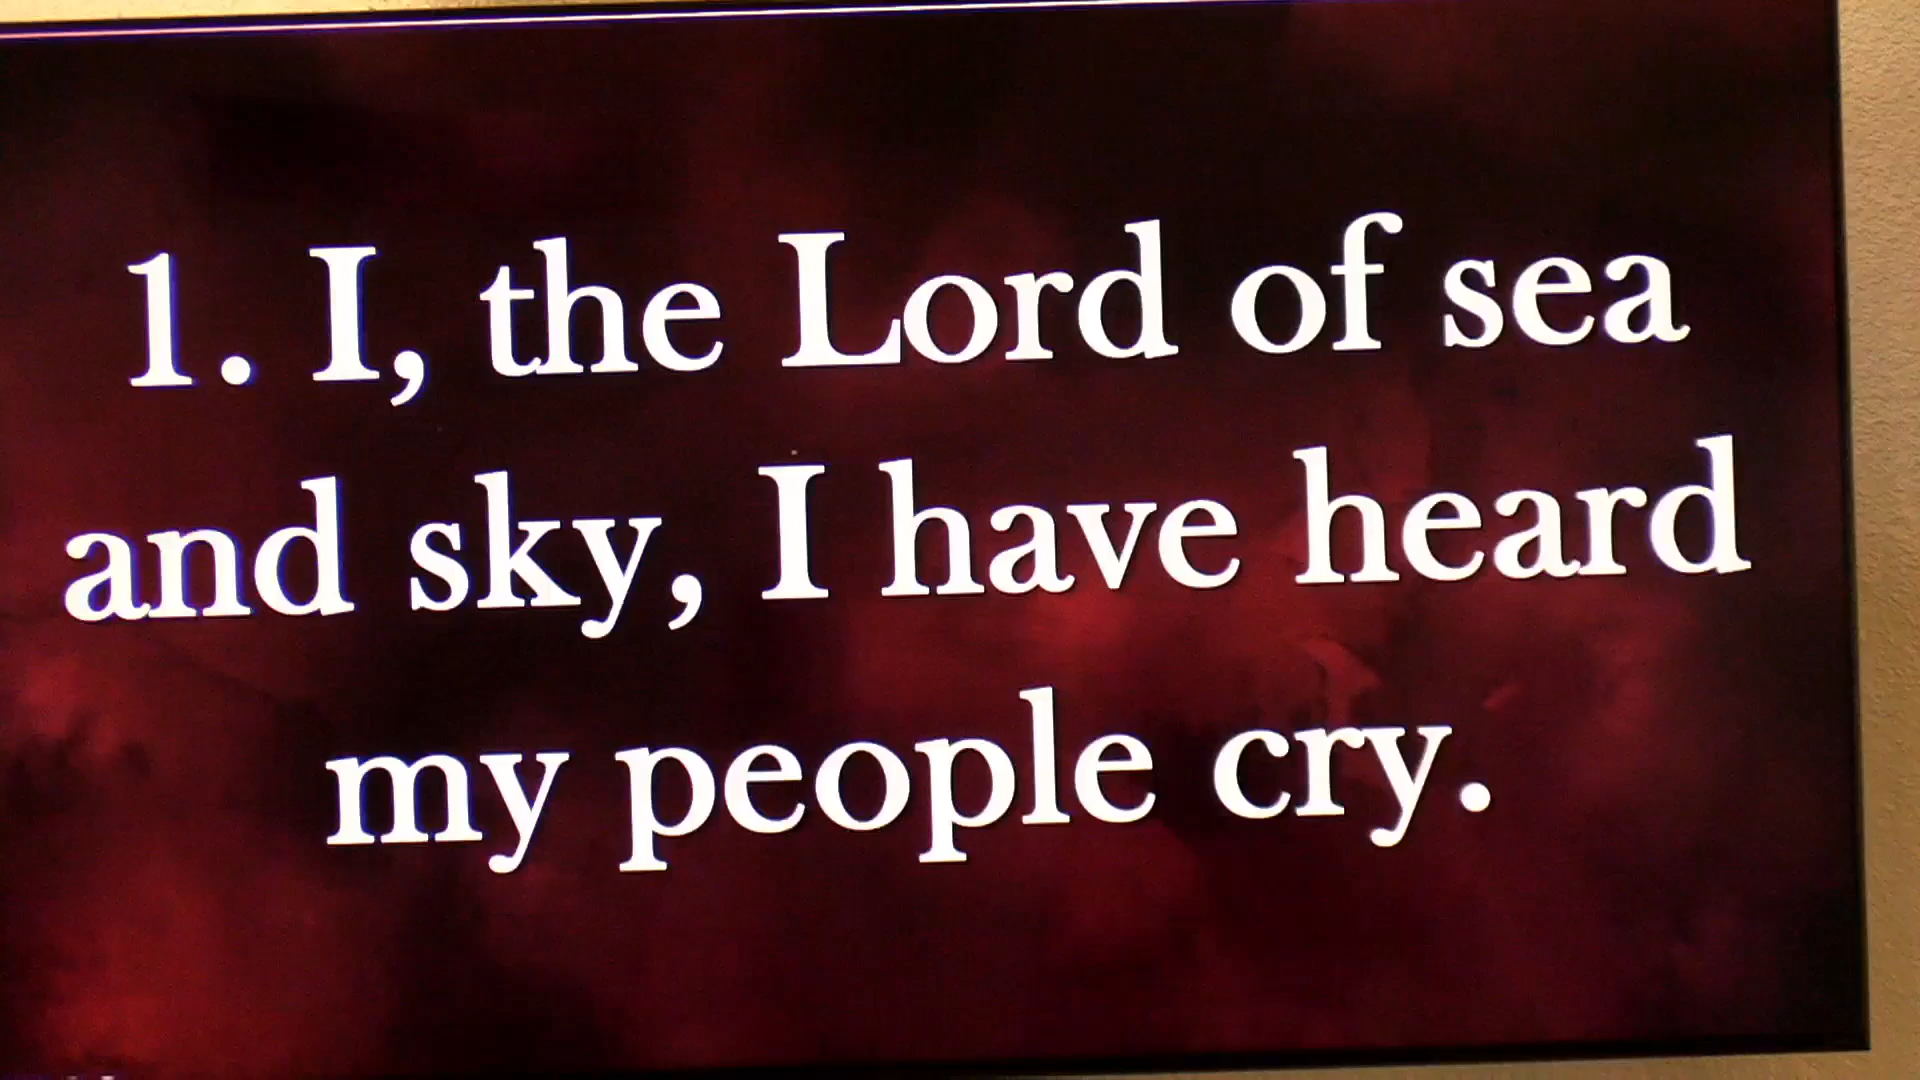 1. I, the Lord of sea
and sky, I have heard
my people cry.